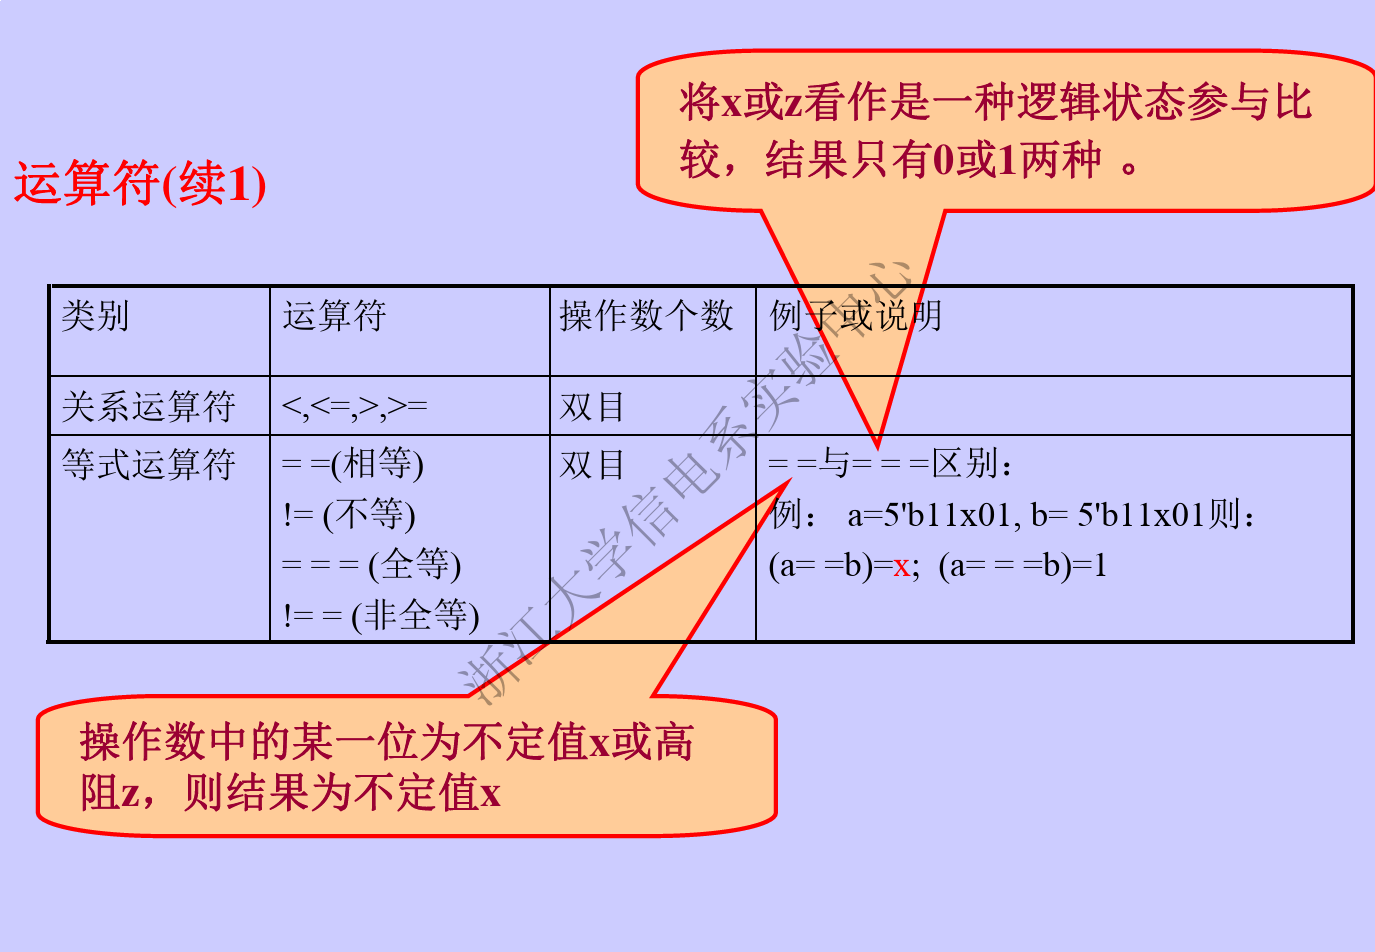 将x或z看作是一种逻辑状态参与比
较，结果只有0或1两种 。
运算符(续1)
类别 运算符 操作数个数 例子或说明
关系运算符 <,<=,>,>= 双目
等式运算符 = =(相等) 双目 = =与= = =区别：
!= (不等) 例： a=5'b11x01, b= 5'b11x01则：
= = = (全等) (a= =b)=x; (a= = =b)=1
!= = (非全等)
浙江大学信电系实验中心
操作数中的某一位为不定值x或高
阻z，则结果为不定值x